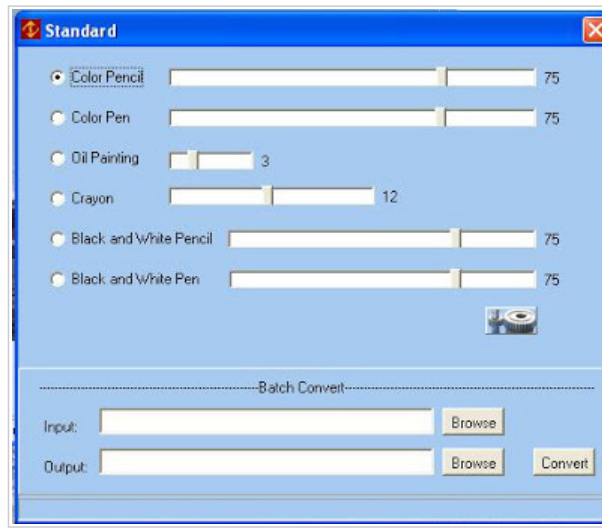 Standard
Color Pencil 75
Color Pen 75
Oil Painting 3
Crayon 12
Black and White Pencil 75
Black and White Pen 75
Batch Convert
Input: Browse
Output: Browse Convert